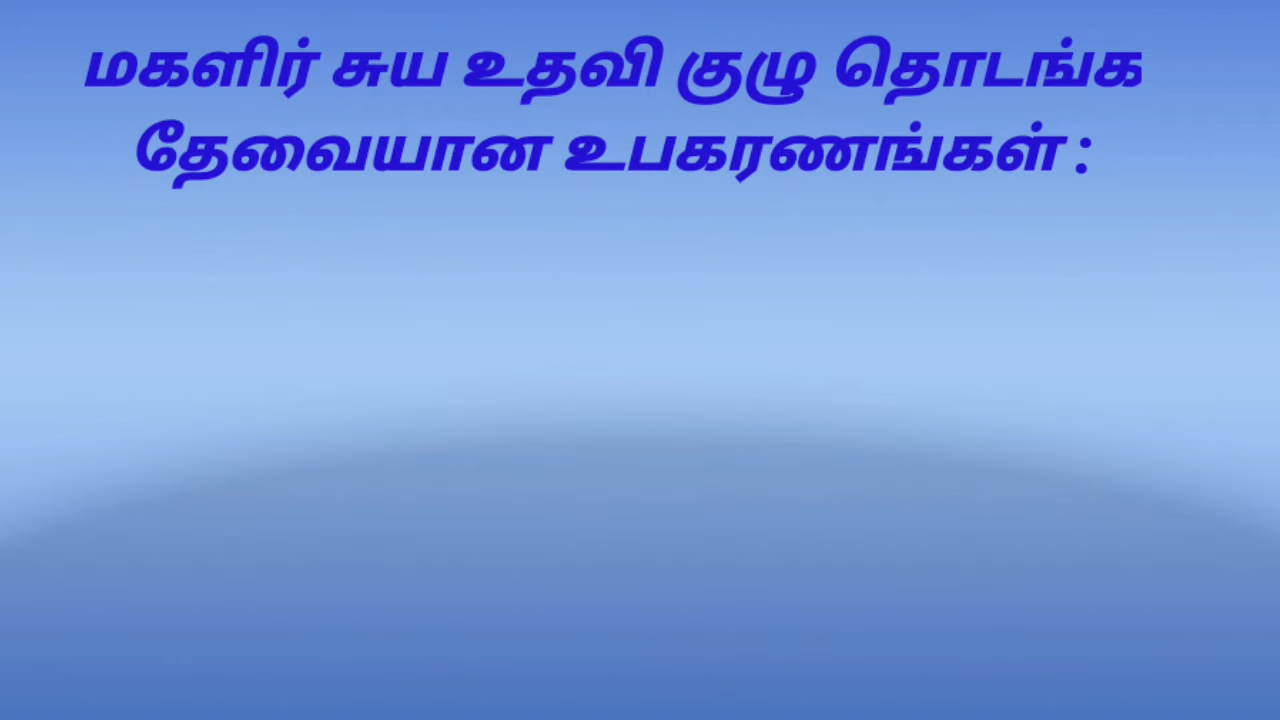 மகளிர் சுய உதவி குழு தொடங்க
தேவையான உபகரணங்கள் :